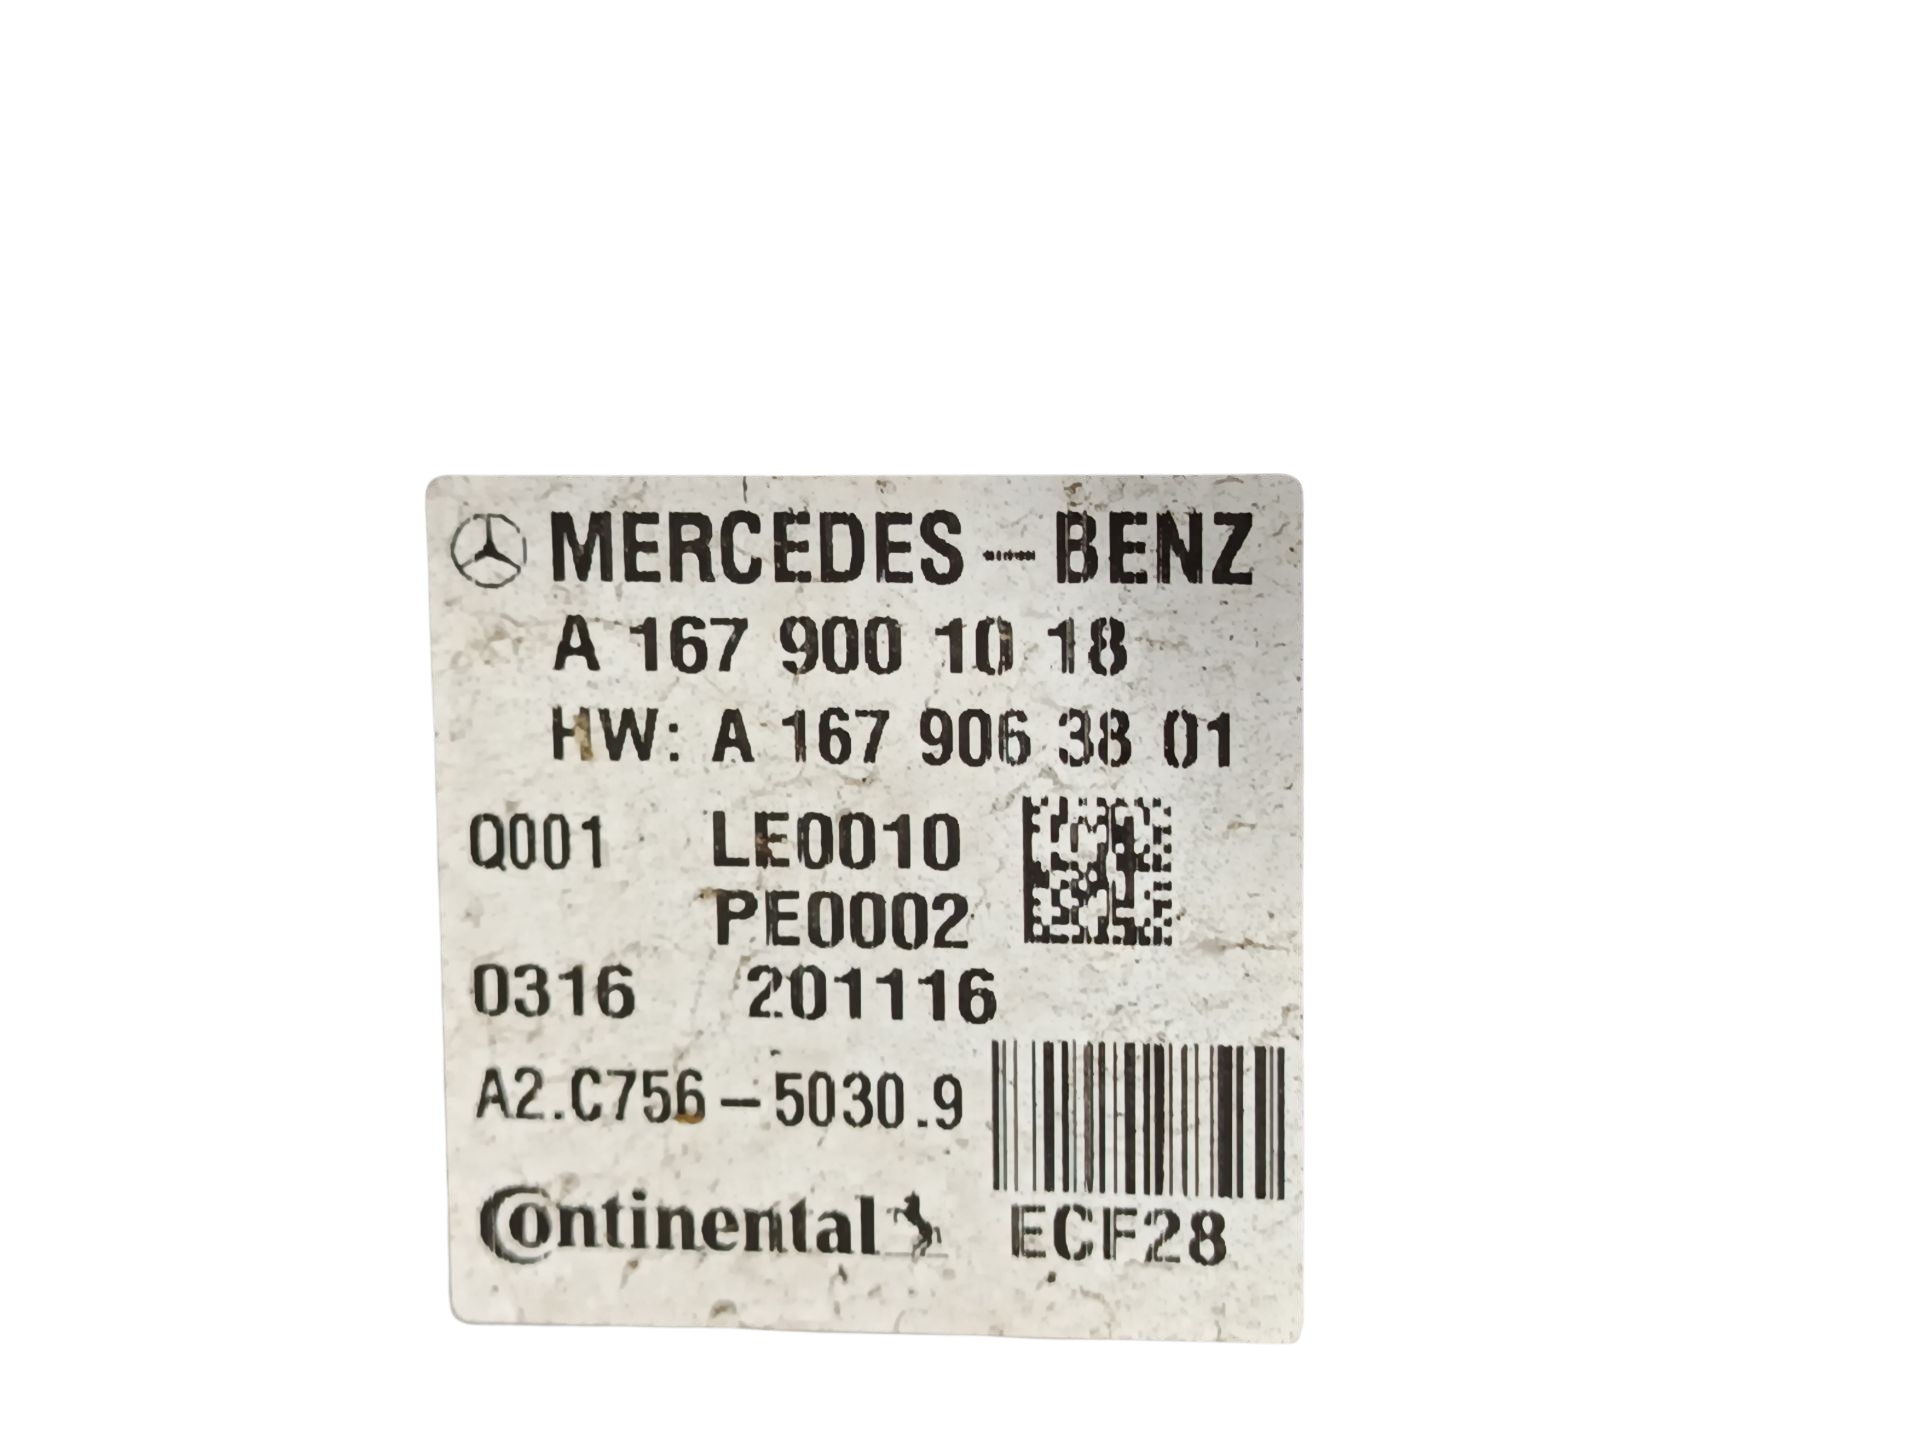 MERCEDES-BENZ
A 167 900 10 18
HW: A 167 906 38 01
Q001 LE0010
PE0002
0316 201116
A2.C756-5030.9
Continental ECF28